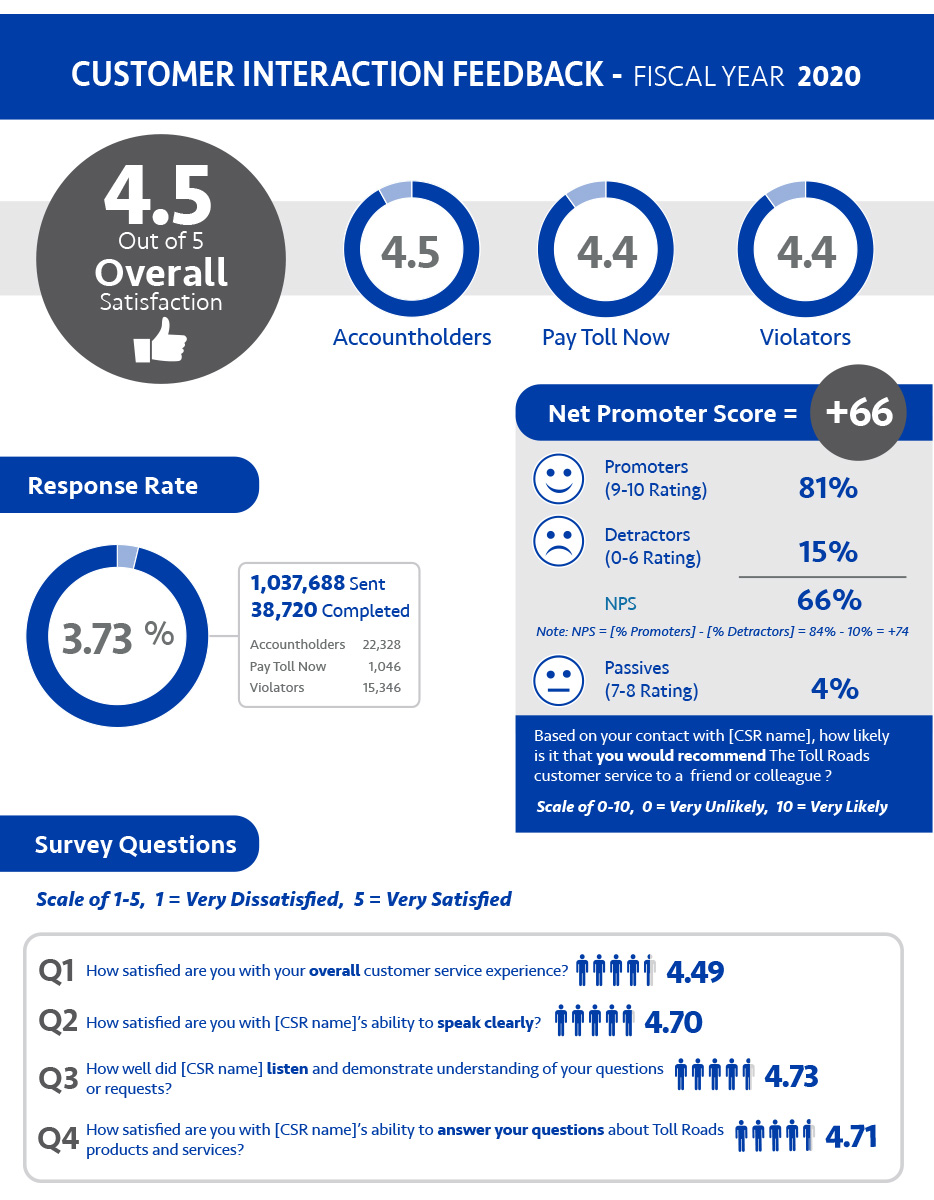 CUSTOMER INTERACTION FEEDBACK - FISCAL YEAR 2020
4.5
Out of 5
Overall
Satisfaction
4.5
Accountholders
4.4
Pay Toll Now
4.4
Violators
Net Promoter Score = +66
Promoters
(9-10 Rating)
81%
Detractors
(0-6 Rating)
15%
NPS
66%
Note: NPS = [% Promoters] - [% Detractors] = 84% - 10% = +74
Passives
(7-8 Rating)
4%
Based on your contact with [CSR name], how likely
is it that you would recommend The Toll Roads
customer service to a friend or colleague ?
Scale of 0-10, 0 = Very Unlikely, 10 = Very Likely
Response Rate
3.73 %
1,037,688 Sent
38,720 Completed
Accountholders 22,328
Pay Toll Now 1,046
Violators 15,346
Survey Questions
Scale of 1-5, 1 = Very Dissatisfied, 5 = Very Satisfied
Q1 How satisfied are you with your overall customer service experience? 4.49
Q2 How satisfied are you with [CSR name]'s ability to speak clearly? 4.70
Q3 How well did [CSR name] listen and demonstrate understanding of your questions
or requests?
4.73
Q4 How satisfied are you with [CSR name]'s ability to answer your questions about Toll Roads
products and services?
4.71